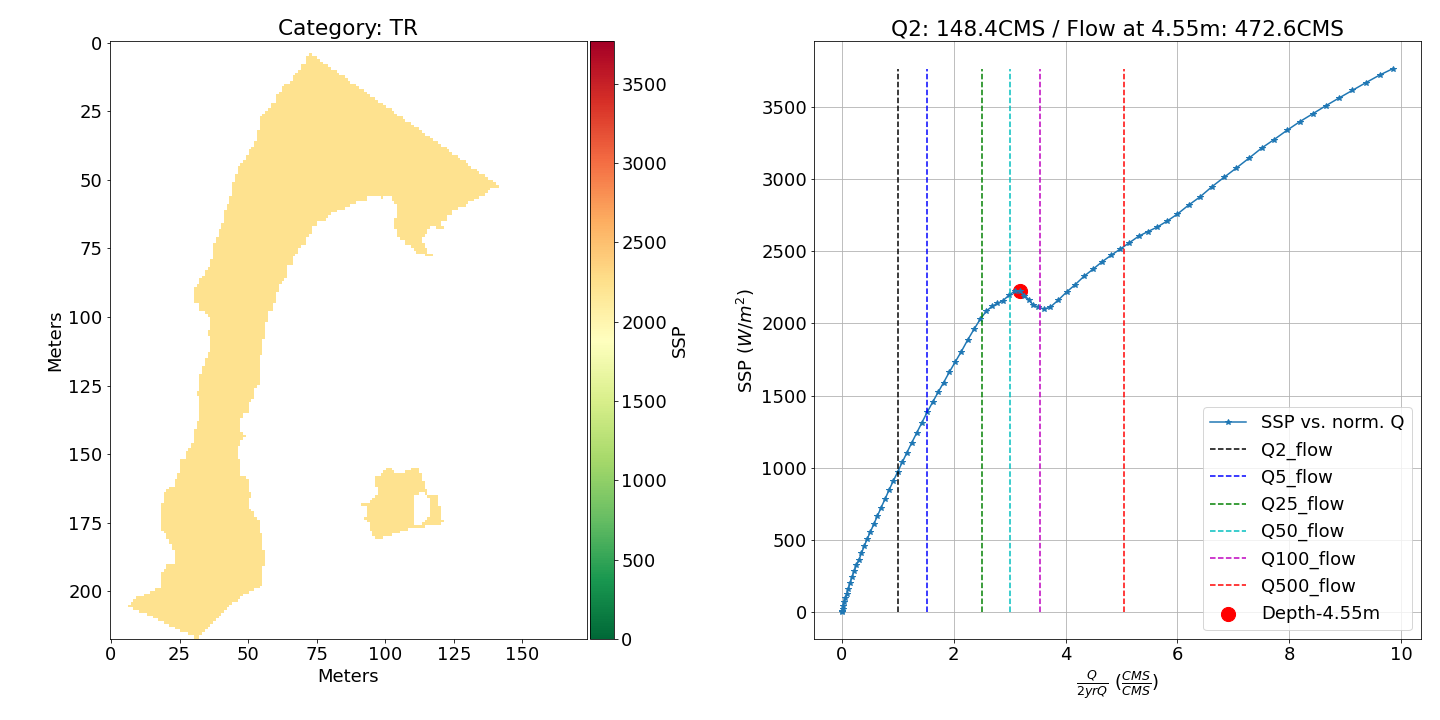 Category: TR
0
25
50
75
100
125
150
175
200
Meters
0
25
50
75
100
125
150
Meters
3500
3000
2500
2000
1500
1000
500
0
SSP
Q2: 148.4CMS / Flow at 4.55m: 472.6CMS
3500
3000
2500
2000
1500
1000
500
0
SSP (W/m²)
0
2
4
6
8
10
Q/2yrQ (CMS/CMS)
SSP vs. norm. Q
Q2_flow
Q5_flow
Q25_flow
Q50_flow
Q100_flow
Q500_flow
Depth-4.55m